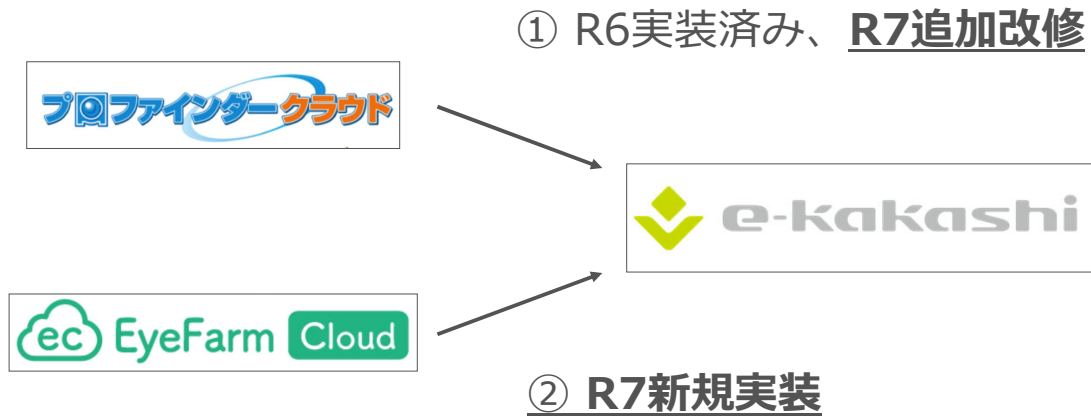 ① R6実装済み、R7追加改修
プロファインダークラウド
e-kakashi
ec EyeFarm Cloud
② R7新規実装